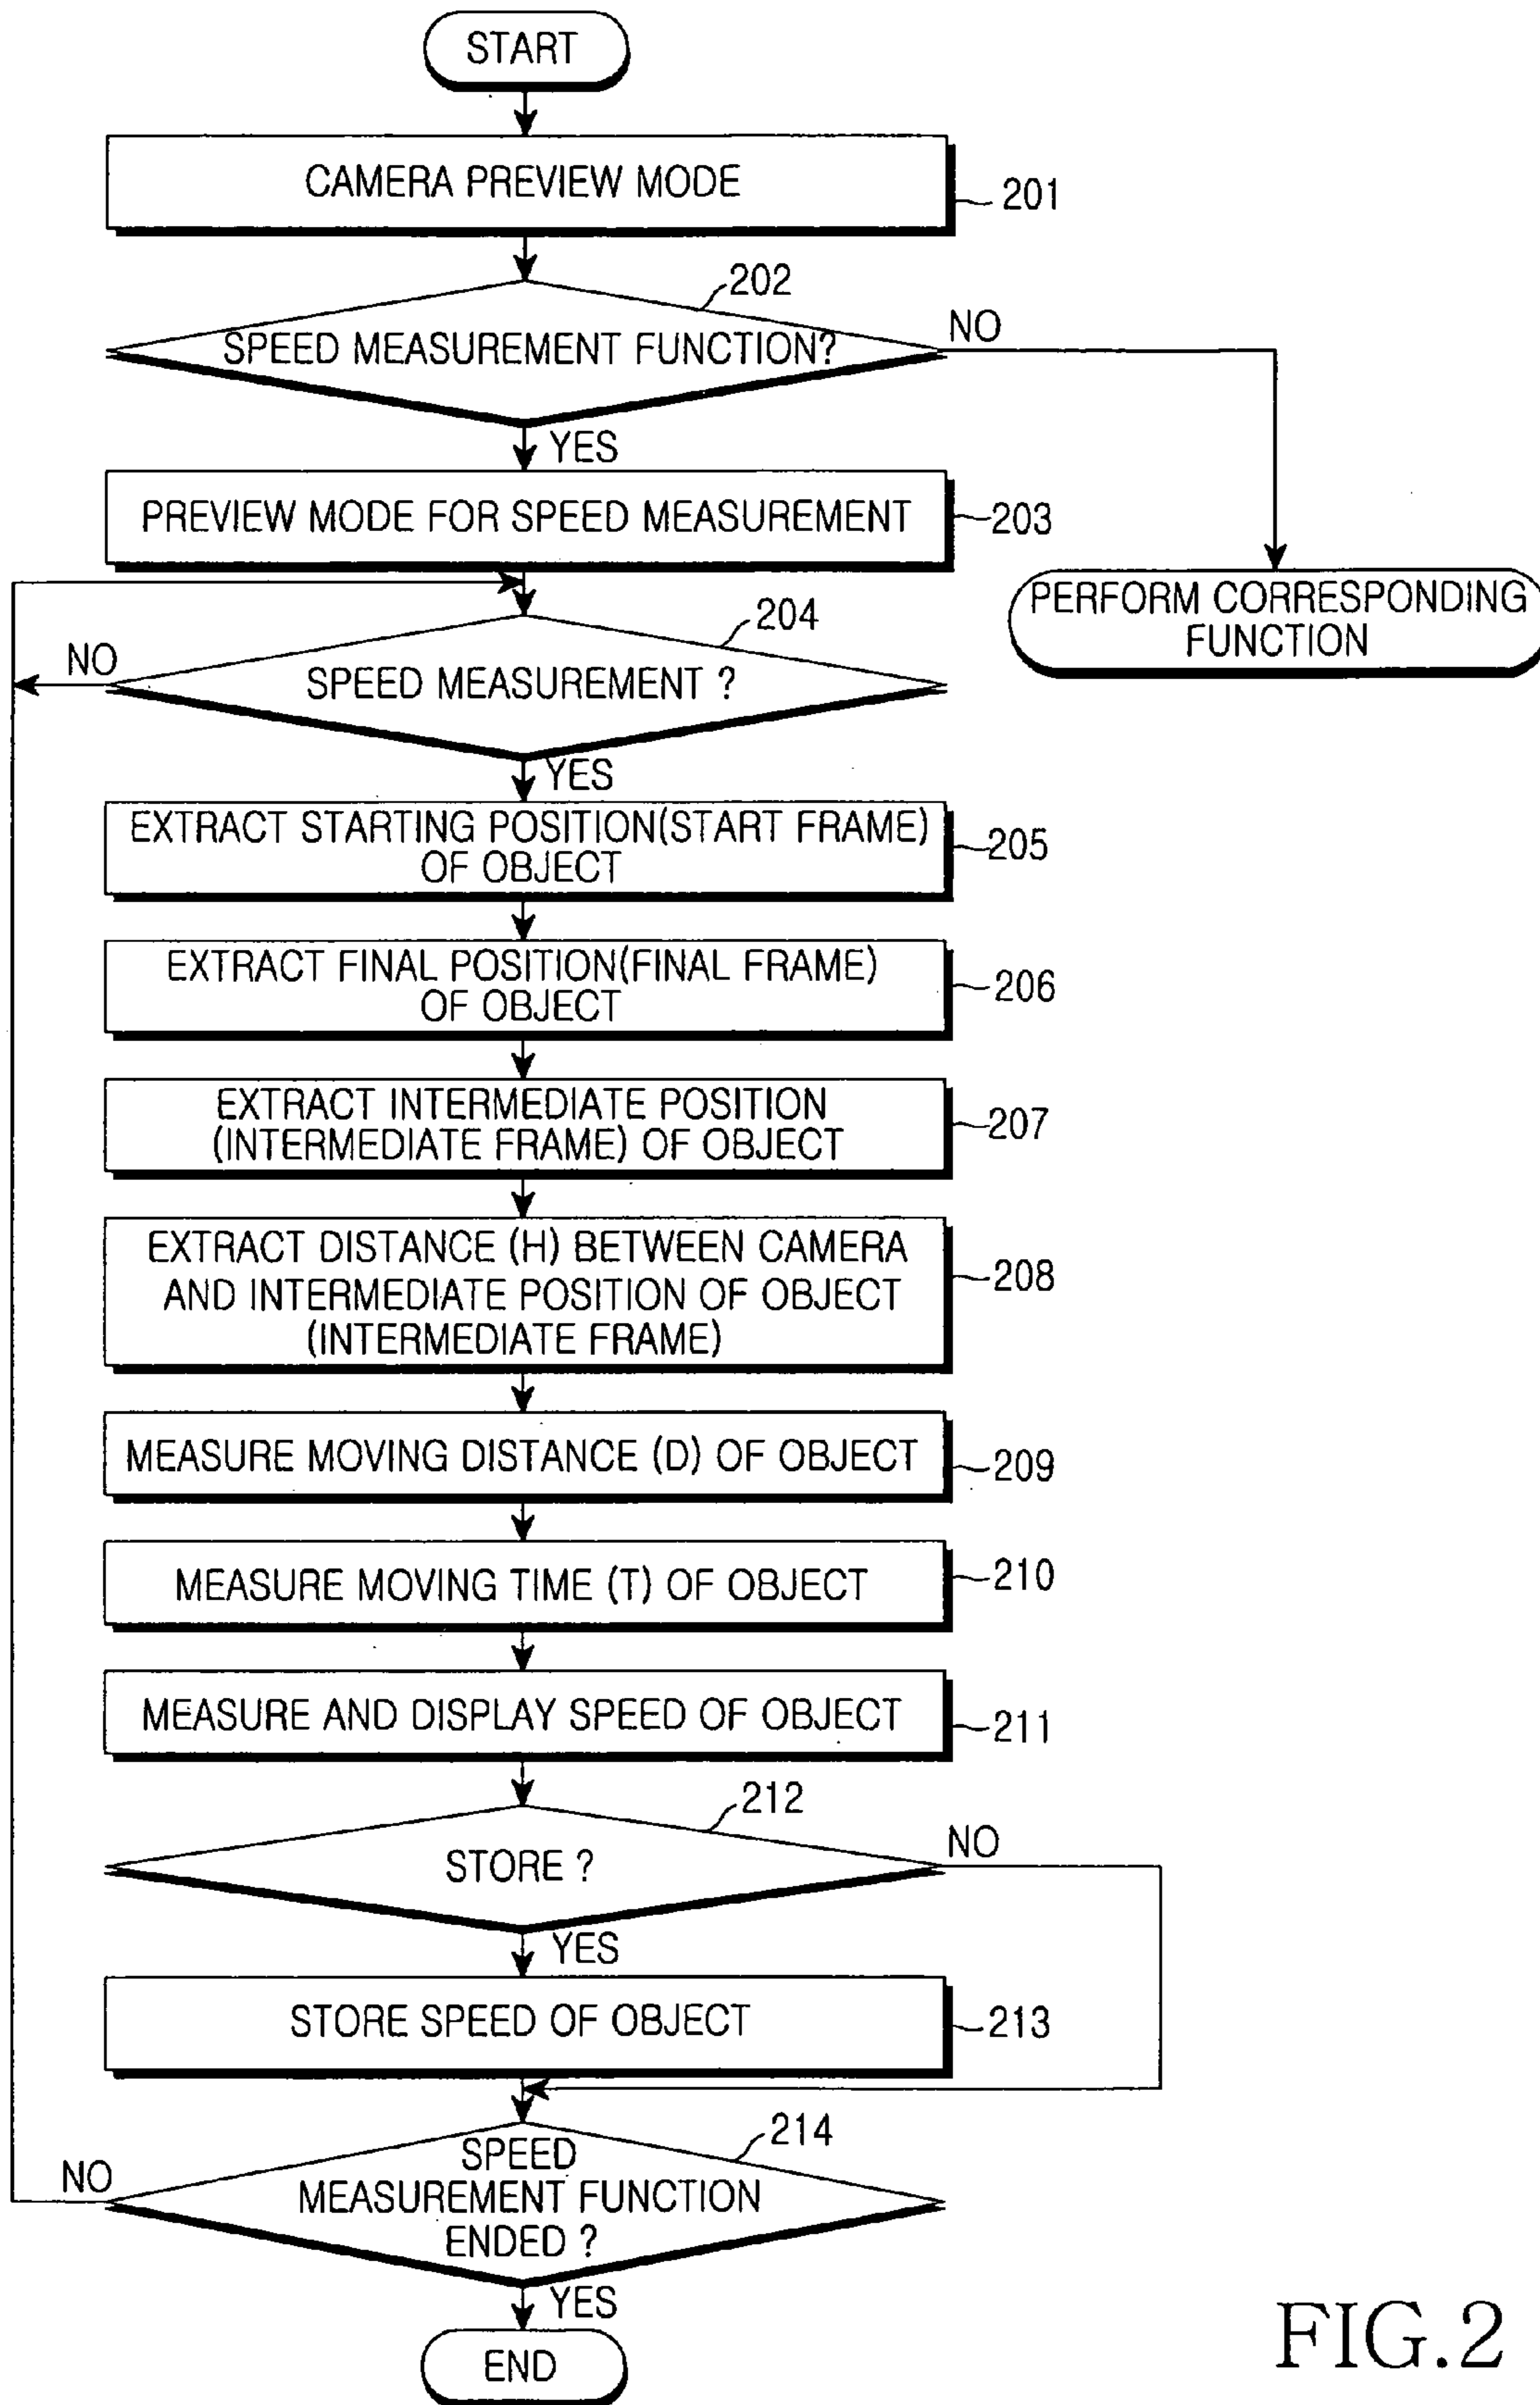 START
CAMERA PREVIEW MODE
201
202
SPEED MEASUREMENT FUNCTION?
NO
YES
PREVIEW MODE FOR SPEED MEASUREMENT
203
PERFORM CORRESPONDING
FUNCTION
204
NO
SPEED MEASUREMENT ?
YES
EXTRACT STARTING POSITION(START FRAME)
OF OBJECT
205
EXTRACT FINAL POSITION(FINAL FRAME)
OF OBJECT
206
EXTRACT INTERMEDIATE POSITION
(INTERMEDIATE FRAME) OF OBJECT
207
EXTRACT DISTANCE (H) BETWEEN CAMERA
AND INTERMEDIATE POSITION OF OBJECT
(INTERMEDIATE FRAME)
208
MEASURE MOVING DISTANCE (D) OF OBJECT
209
MEASURE MOVING TIME (T) OF OBJECT
210
MEASURE AND DISPLAY SPEED OF OBJECT
211
212
STORE ?
NO
YES
STORE SPEED OF OBJECT
213
214
NO
SPEED
MEASUREMENT FUNCTION
ENDED ?
YES
END
FIG.2